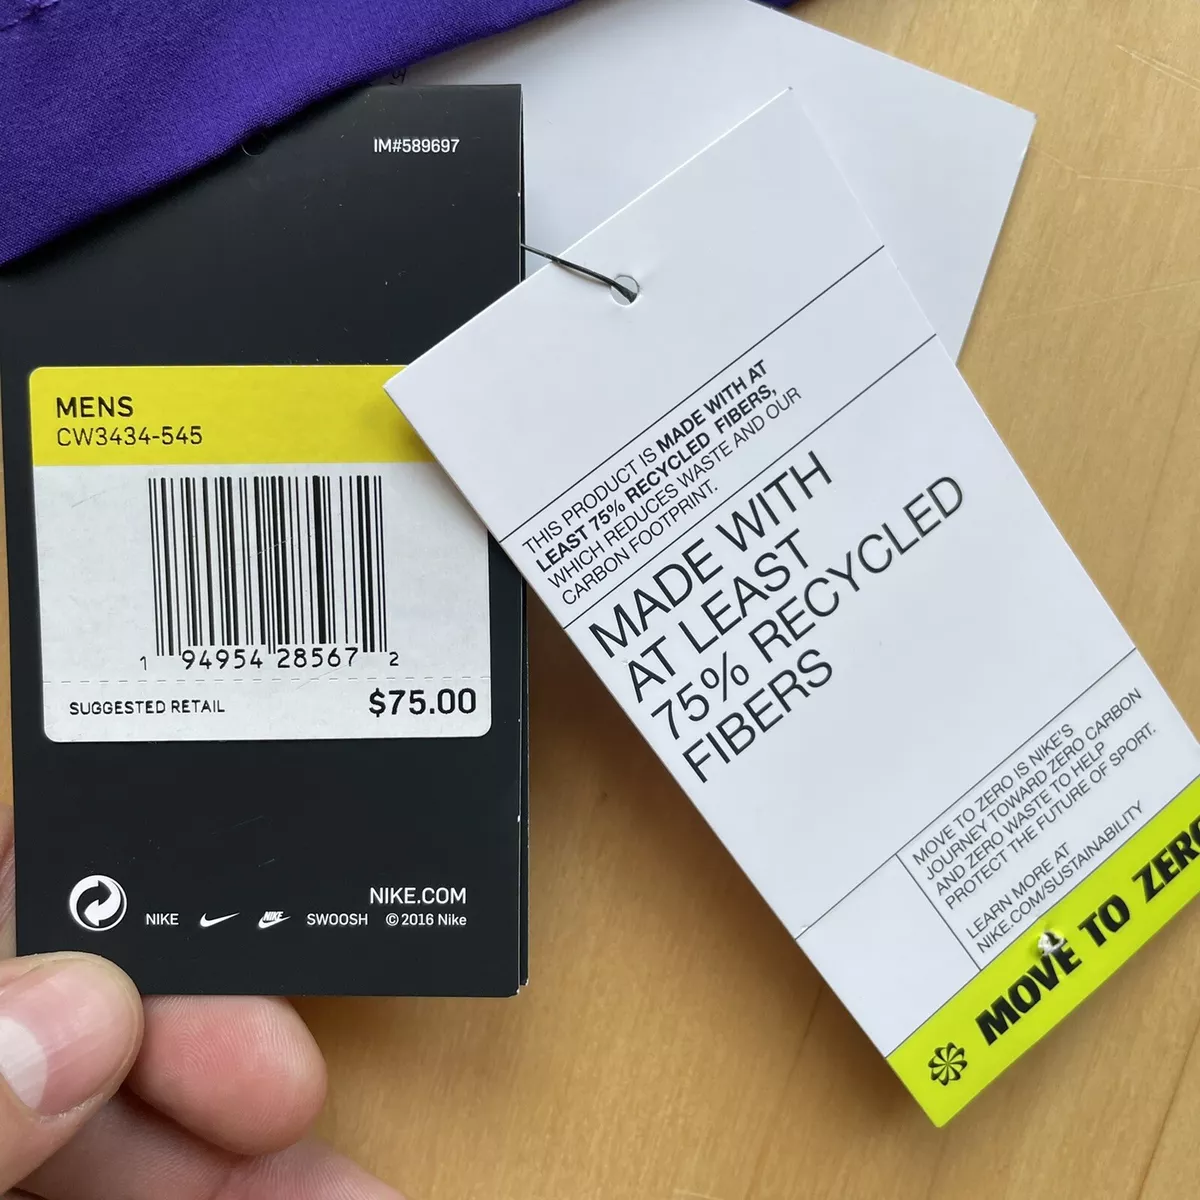 IM#589697
MENS
CW3434-545
1 94954 28567 2
SUGGESTED RETAIL $75.00
NIKE.COM
NIKE NIKE SWOOSH © 2016 Nike
THIS PRODUCT IS MADE WITH AT
LEAST 75% RECYCLED FIBERS,
WHICH REDUCES WASTE AND OUR
CARBON FOOTPRINT.
MADE WITH
AT LEAST
75% RECYCLED
FIBERS
MOVE TO ZERO IS NIKE'S
JOURNEY TOWARD ZERO CARBON
AND ZERO WASTE TO HELP
PROTECT THE FUTURE OF SPORT.
LEARN MORE AT
NIKE.COM/SUSTAINABILITY
MOVE TO ZERO